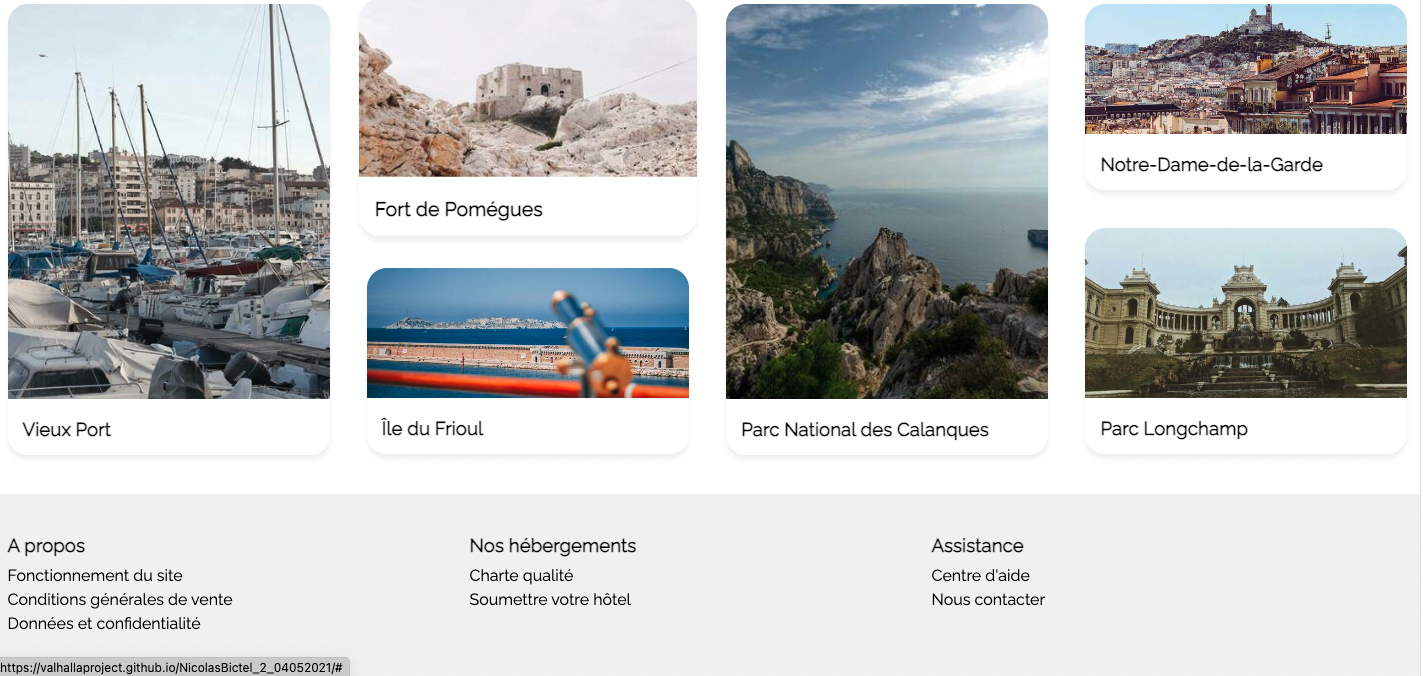 Vieux Port
Fort de Pomégues
Île du Frioul
Parc National des Calanques
Notre-Dame-de-la-Garde
Parc Longchamp
A propos
Fonctionnement du site
Conditions générales de vente
Données et confidentialité
Nos hébergements
Charte qualité
Soumettre votre hôtel
Assistance
Centre d'aide
Nous contacter
https://valhallaproject.github.io/NicolasBictel_2_04052021/#